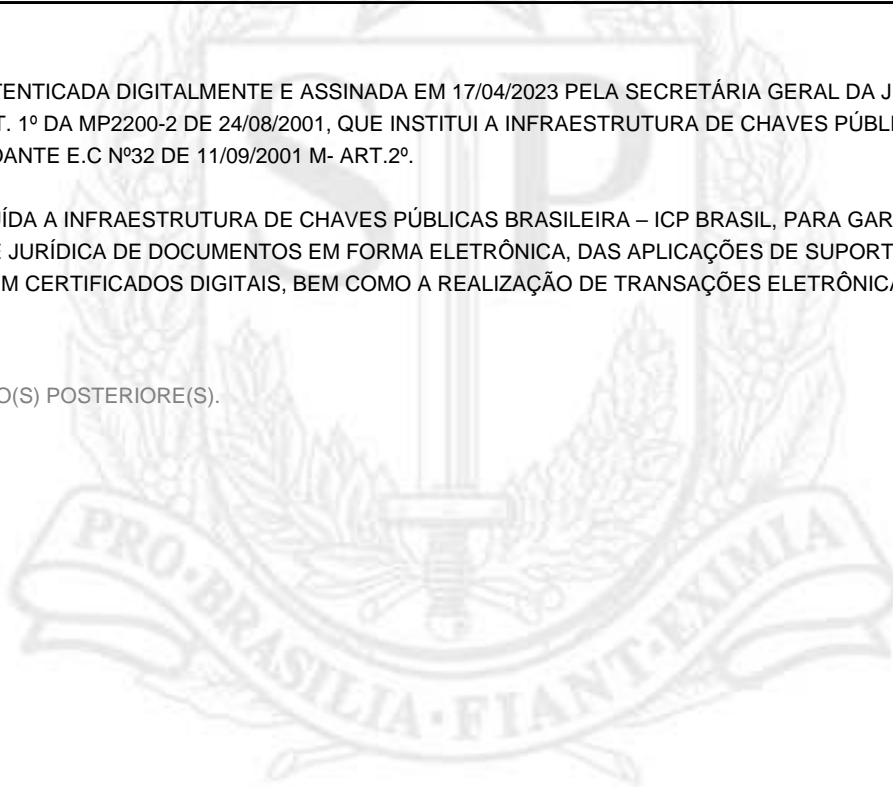 TENTICADA DIGITALMENTE E ASSINADA EM 17/04/2023 PELA SECRETÁRIA GERAL DA J
T. 1º DA MP2200-2 DE 24/08/2001, QUE INSTITUI A INFRAESTRUTURA DE CHAVES PÚBL
DANTE E.C Nº32 DE 11/09/2001 M- ART.2º.
ÍDA A INFRAESTRUTURA DE CHAVES PÚBLICAS BRASILEIRA – ICP BRASIL, PARA GAR
E JURÍDICA DE DOCUMENTOS EM FORMA ELETRÔNICA, DAS APLICAÇÕES DE SUPORT
M CERTIFICADOS DIGITAIS, BEM COMO A REALIZAÇÃO DE TRANSAÇÕES ELETRÔNICA
O(S) POSTERIORE(S).
SP
PRO·BRASILIA·FIANT·EXIMIA